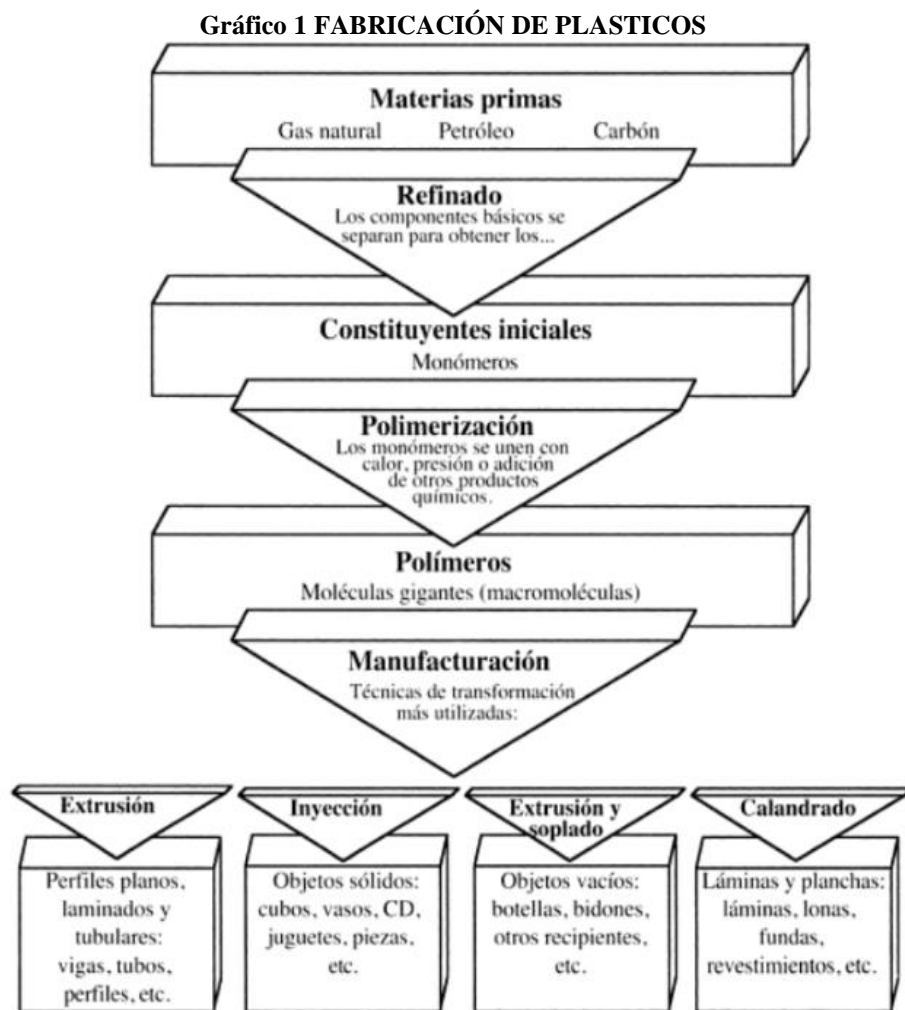 Gráfico 1 FABRICACIÓN DE PLASTICOS
Materias primas
Gas natural Petróleo Carbón
Refinado
Los componentes básicos se
separan para obtener los...
Constituyentes iniciales
Monómeros
Polimerización
Los monómeros se unen con
calor, presión o adición
de otros productos
químicos.
Polímeros
Moléculas gigantes (macromoléculas)
Manufacturación
Técnicas de transformación
más utilizadas:
Extrusión
Perfiles planos,
laminados y
tubulares:
vigas, tubos,
perfiles, etc.
Inyección
Objetos sólidos:
cubos, vasos, CD,
juguetes, piezas,
etc.
Extrusión y
soplado
Objetos vacíos:
botellas, bidones,
otros recipientes,
etc.
Calandrado
Láminas y planchas:
láminas, lonas,
fundas,
revestimientos, etc.